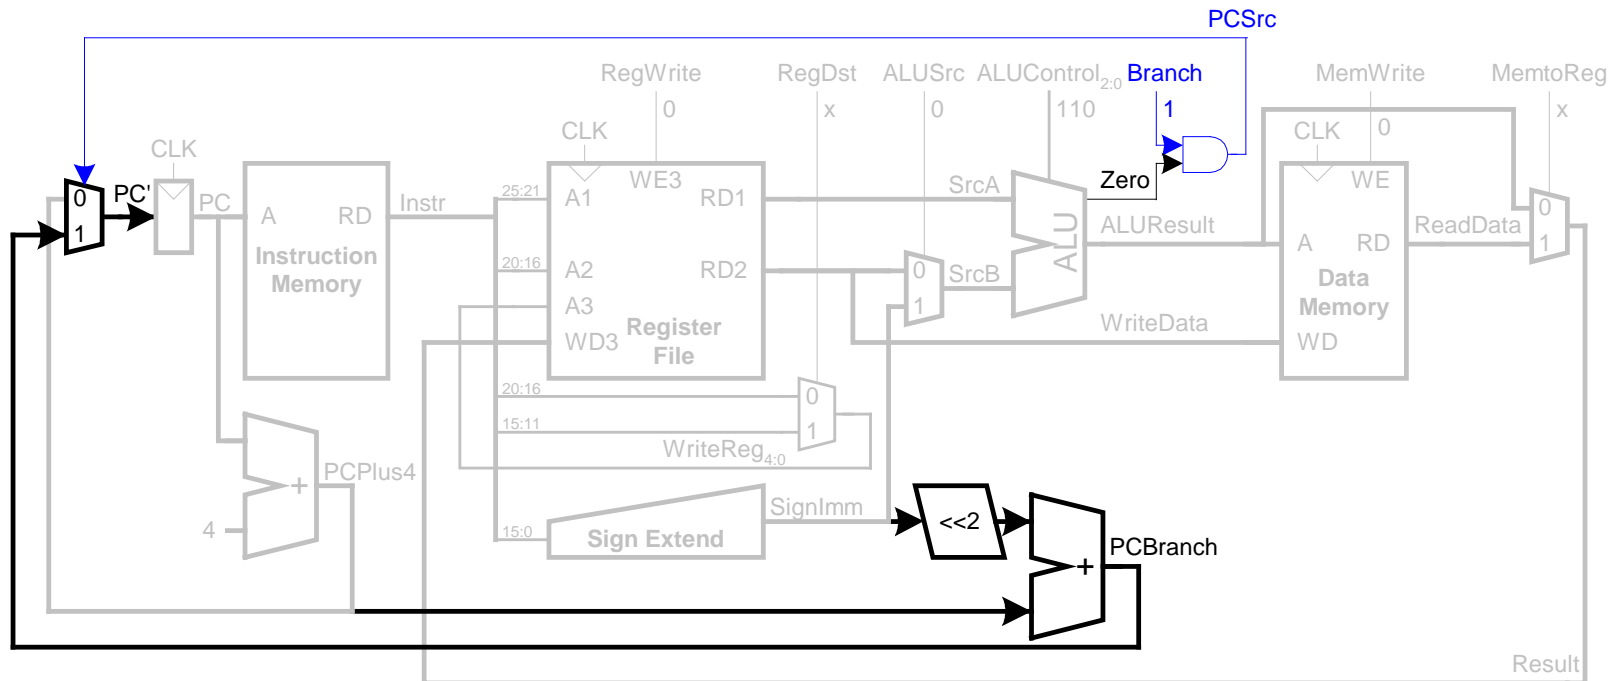 PCSrc
RegWrite RegDst ALUSrc ALUControl2:0 Branch MemWrite MemtoReg
0 x 0 110 1 0 x
CLK CLK CLK
PC' PC Instr
0
1
A RD
Instruction
Memory
25:21 A1 WE3 RD1 SrcA Zero
20:16 A2 RD2 0 SrcB ALU ALUResult
A3 1
WD3 Register
File
WE
A RD ReadData 0
1
Data
Memory
WriteData WD
20:16 0
15:11 1
WriteReg4:0
PCPlus4
+
4
15:0 Sign Extend SignImm <<2
+ PCBranch
Result